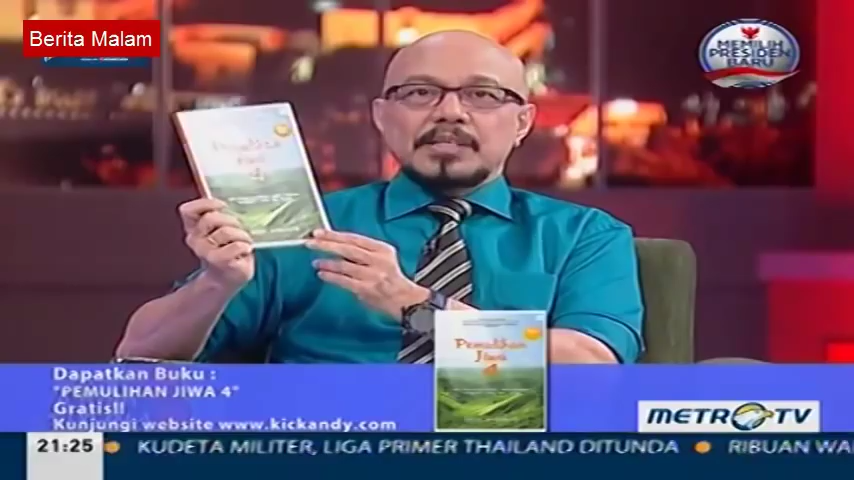 Berita Malam
MEMILIH
PRESIDEN
BARU
Pemulihan
Jiwa
4
Pemulihan
Jiwa
4
Dapatkan Buku :
"PEMULIHAN JIWA 4"
Gratis!!
Kunjungi website www.kickandy.com
METRO TV
21:25
KUDETA MILITER, LIGA PRIMER THAILAND DITUNDA
RIBUAN WA